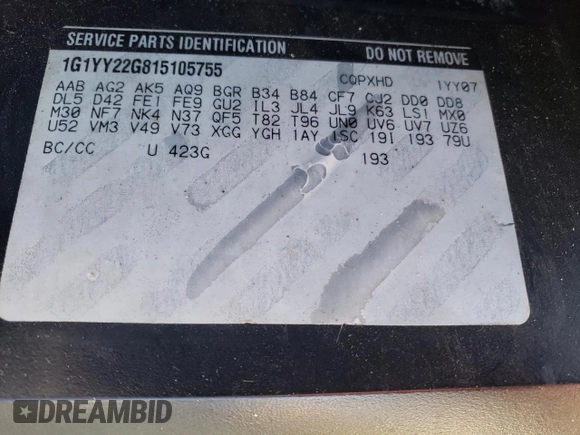 SERVICE PARTS IDENTIFICATION DO NOT REMOVE
1G1YY22G815105755 CQPXHD 1YY07
AAB AG2 AK5 AQ9 BGR B34 B84 CF7 CJ2 DD0 DD8
DL5 D42 FE1 FE9 GU2 IL3 JL4 JL9 K63 LS1 MX0
M30 NF7 NK4 N37 QF5 T82 T96 UN0 UV6 UV7 UZ6
U52 VM3 V49 V73 XGG YGH 1AY LSC 19I 193 79U
BC/CC U 423G 193
DREAMBID